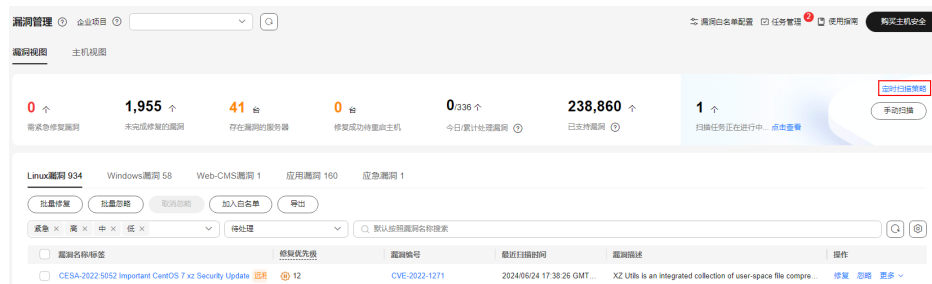 漏洞管理 企业项目 漏洞白名单配置 任务管理 2 使用指南 购买主机安全
漏洞视图 主机视图
定时扫描策略
0 个 1,955 个 41 台 0 台 0/336 个 238,860 个 1 个 手动扫描
需紧急修复漏洞 未完成修复的漏洞 存在漏洞的服务器 修复成功待重启主机 今日/累计处理漏洞 已支持漏洞 扫描任务正在进行中... 点击查看
Linux漏洞 934 Windows漏洞 58 Web-CMS漏洞 1 应用漏洞 160 应急漏洞 1
批量修复 批量忽略 取消忽略 加入白名单 导出
紧急 × 高 × 中 × 低 × 待处理 默认按照漏洞名称搜索
漏洞名称/标签 修复优先级 漏洞编号 最近扫描时间 漏洞描述 操作
CESA-2022:5052 Important CentOS 7 xz Security Update 12 CVE-2022-1271 2024/06/24 17:38:26 GMT... XZ Utils is an integrated collection of user-space file compre... 修复 忽略 更多